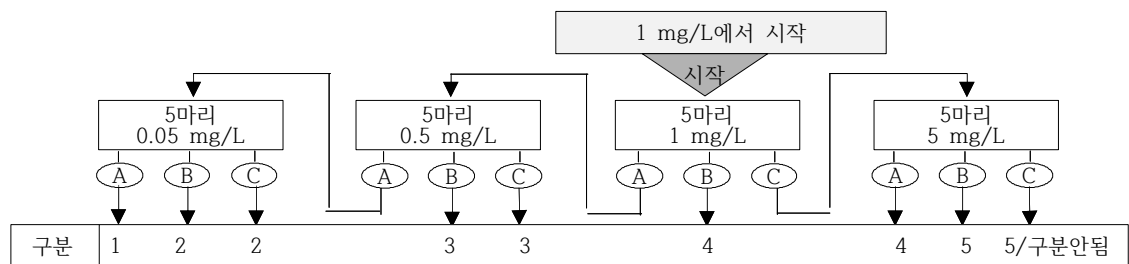 1 mg/L에서 시작
시작
5마리
0.05 mg/L
5마리
0.5 mg/L
5마리
1 mg/L
5마리
5 mg/L
A B C A B C A B C A B C
구분 1 2 2 3 3 4 4 5 5/구분안됨